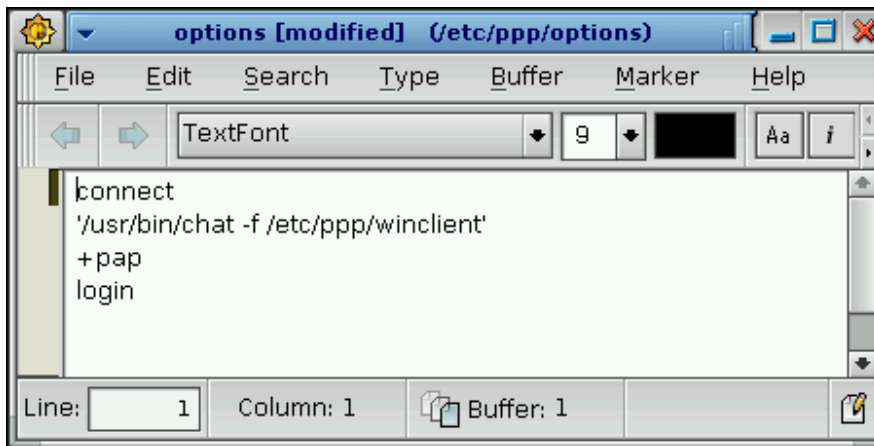 options [modified] (/etc/ppp/options)
File Edit Search Type Buffer Marker Help
TextFont 9 Aa i
connect
'/usr/bin/chat -f /etc/ppp/winclient'
+pap
login
Line: 1 Column: 1 Buffer: 1